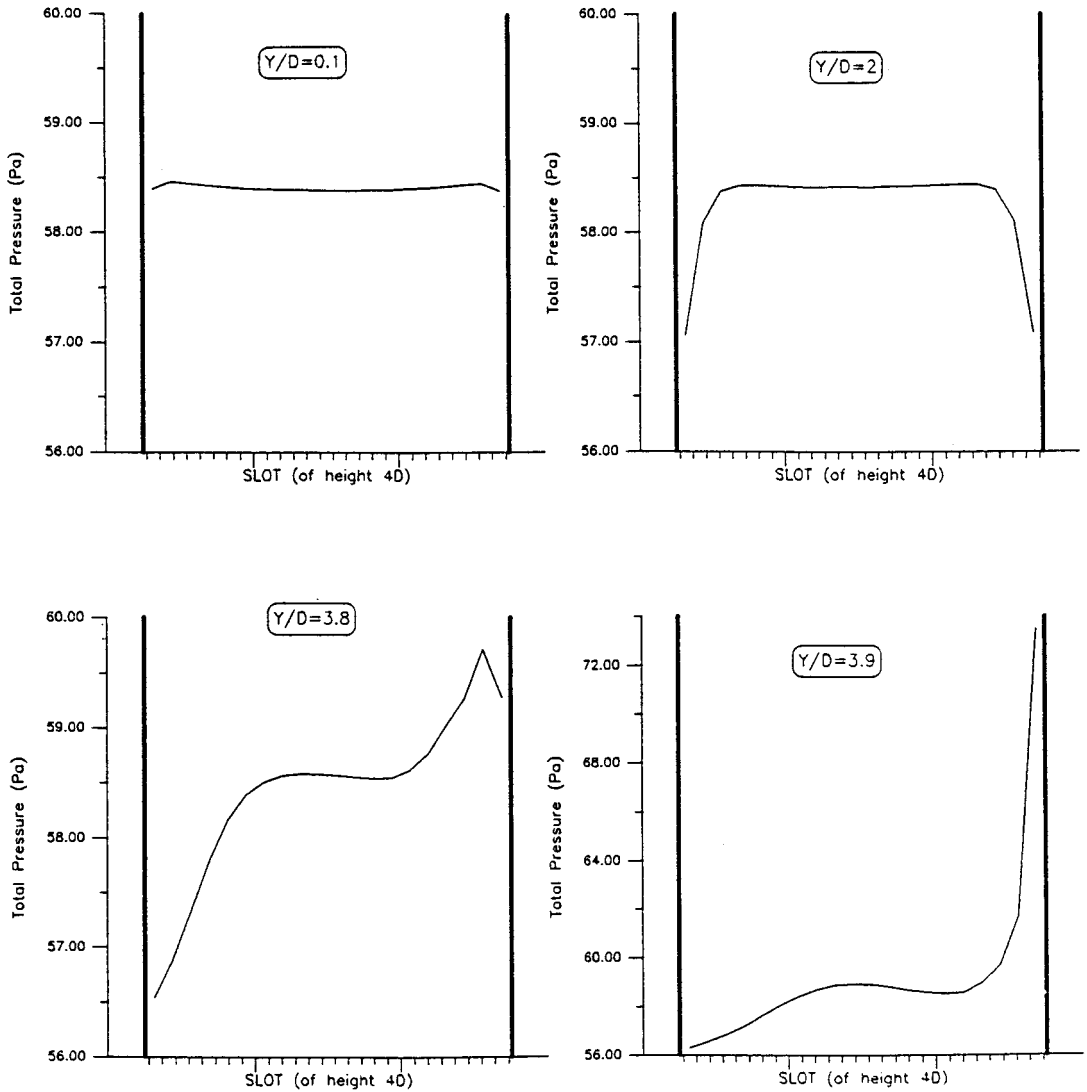 Y/D=0.1
60.00
59.00
58.00
57.00
56.00
Total Pressure (Pa)
SLOT (of height 4D)
Y/D=2
60.00
59.00
58.00
57.00
56.00
Total Pressure (Pa)
SLOT (of height 4D)
Y/D=3.8
60.00
59.00
58.00
57.00
56.00
Total Pressure (Pa)
SLOT (of height 4D)
Y/D=3.9
72.00
68.00
64.00
60.00
56.00
Total Pressure (Pa)
SLOT (of height 4D)